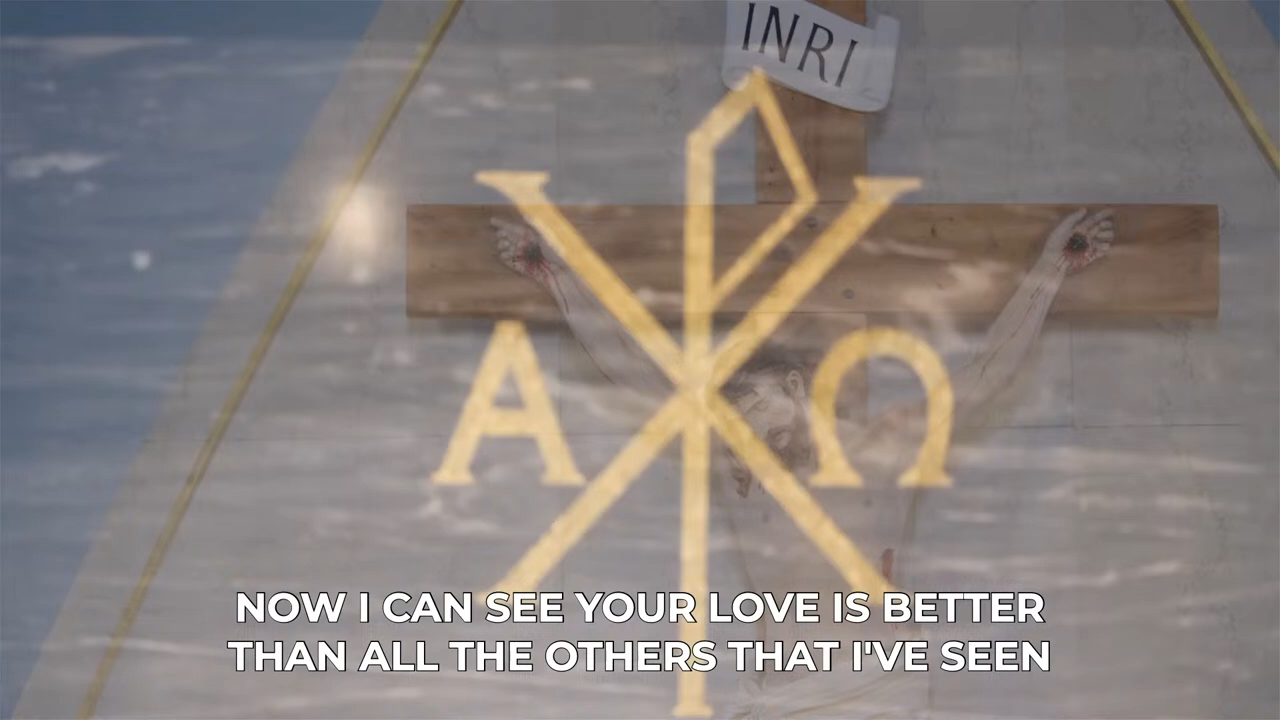 INRI
Α Ω
NOW I CAN SEE YOUR LOVE IS BETTER
THAN ALL THE OTHERS THAT I'VE SEEN